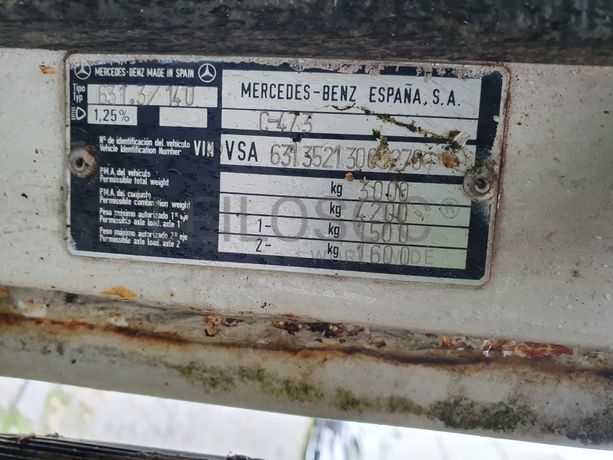 MERCEDES-BENZ MADE IN SPAIN
Tipo
Typ 631.3/140
MERCEDES-BENZ ESPAÑA, S.A.
1,25%
Nº de identificación del vehículo
Vehicle Identification Number VIN VSA
P.M.A. del vehículo
Permissible total weight kg 3000
P.M.A. del conjunto
Permissible combination weight kg 4200
Peso máximo autorizado 1ª eje
Permissible axle load, axle 1 1- kg 1500
Peso máximo autorizado 2ª eje
Permissible axle load, axle 2 2- kg 1600